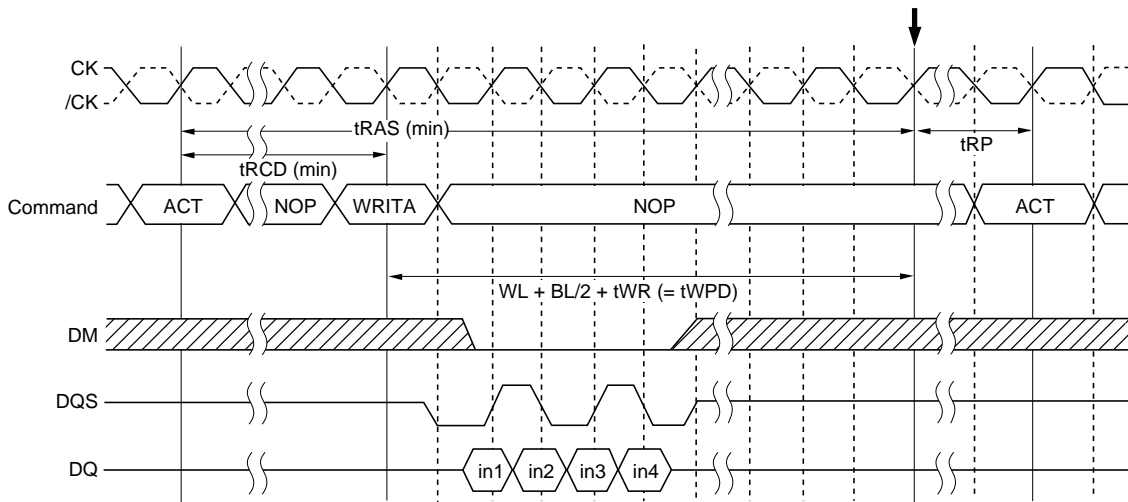 CK
/CK
tRAS (min)
tRP
tRCD (min)
Command ACT NOP WRITA NOP ACT
WL + BL/2 + tWR (= tWPD)
DM
DQS
DQ in1 in2 in3 in4